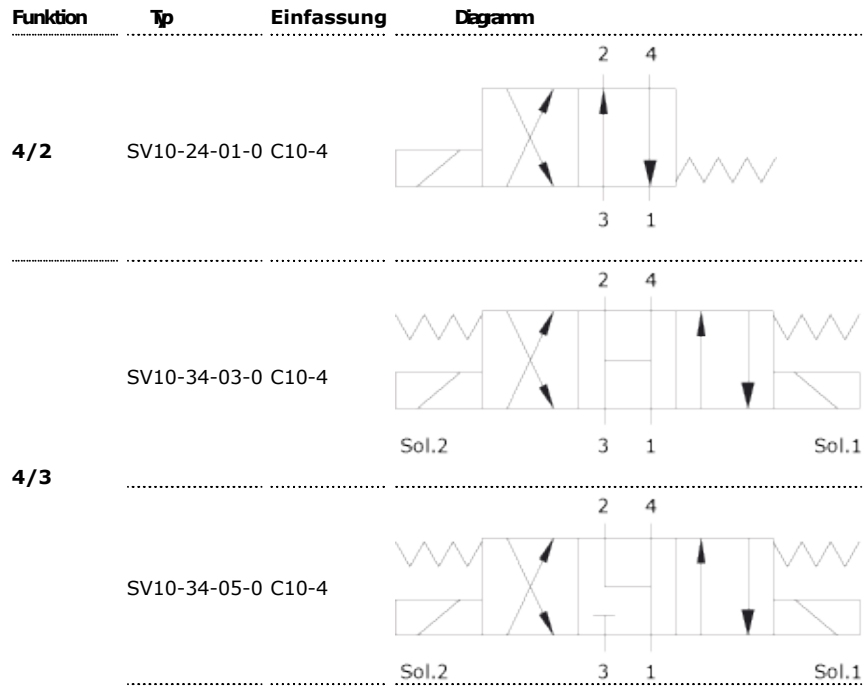 Funktion Typ Einfassung Diagramm
2 4
4/2 SV10-24-01-0 C10-4
3 1
2 4
SV10-34-03-0 C10-4
Sol.2 3 1 Sol.1
4/3
2 4
SV10-34-05-0 C10-4
Sol.2 3 1 Sol.1